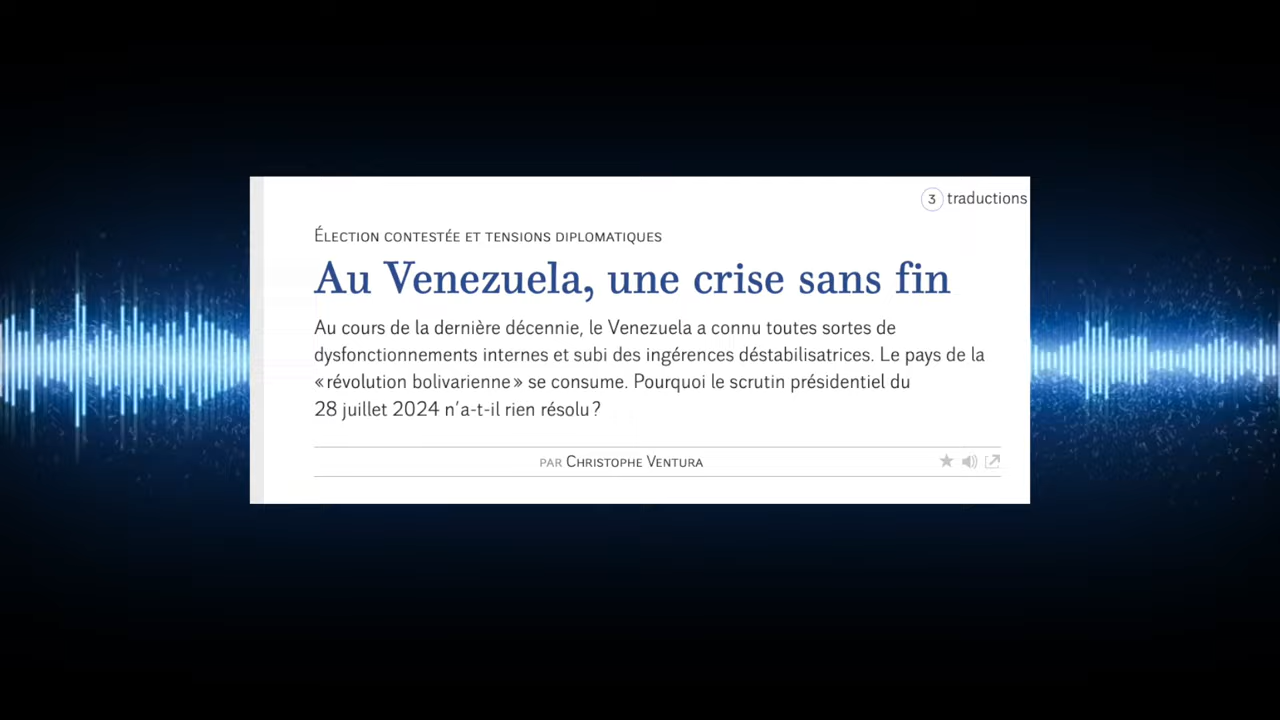 3 traductions
Élection contestée et tensions diplomatiques
Au Venezuela, une crise sans fin
Au cours de la dernière décennie, le Venezuela a connu toutes sortes de
dysfonctionnements internes et subi des ingérences déstabilisatrices. Le pays de la
« révolution bolivarienne » se consume. Pourquoi le scrutin présidentiel du
28 juillet 2024 n’a-t-il rien résolu ?
par Christophe Ventura